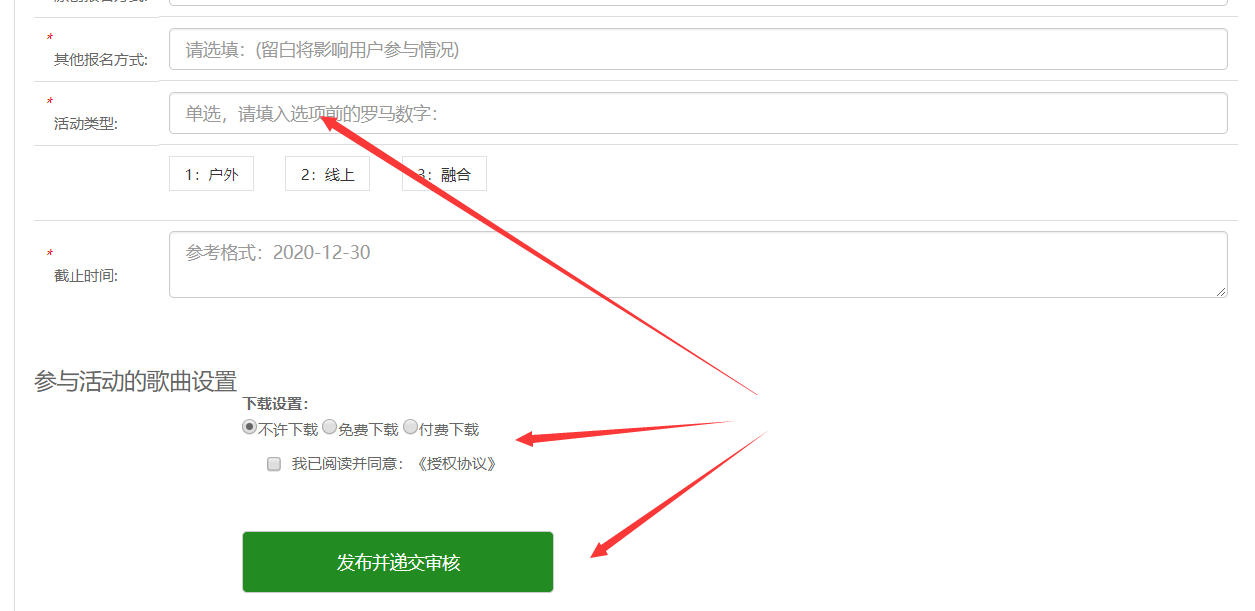 *
其他报名方式:
请选填：(留白将影响用户参与情况)
*
活动类型:
单选，请填入选项前的罗马数字：
1：户外
2：线上
3：融合
*
截止时间:
参考格式：2020-12-30
参与活动的歌曲设置
下载设置：
不许下载 免费下载 付费下载
我已阅读并同意：《授权协议》
发布并递交审核